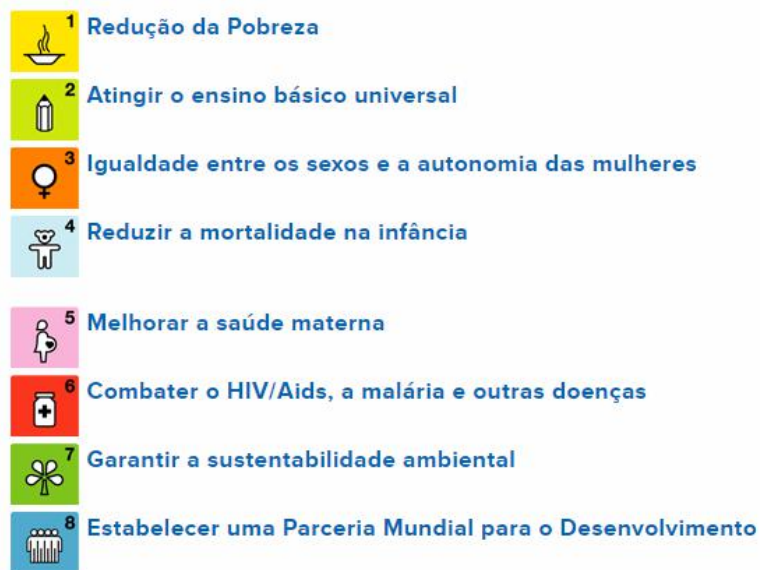 1 Redução da Pobreza
2 Atingir o ensino básico universal
3 Igualdade entre os sexos e a autonomia das mulheres
4 Reduzir a mortalidade na infância
5 Melhorar a saúde materna
6 Combater o HIV/Aids, a malária e outras doenças
7 Garantir a sustentabilidade ambiental
8 Estabelecer uma Parceria Mundial para o Desenvolvimento